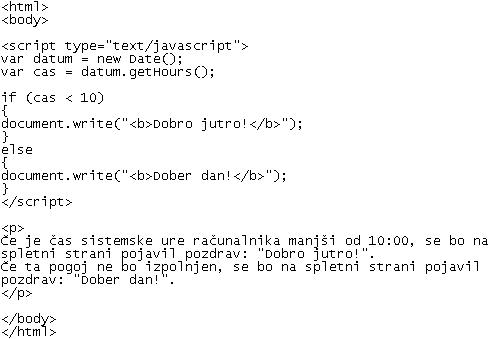 <html>
<body>
<script type="text/javascript">
var datum = new Date();
var cas = datum.getHours();
if (cas < 10)
{
document.write("<b>Dobro jutro!</b>");
}
else
{
document.write("<b>Dober dan!</b>");
}
</script>
<p>
Če je čas sistemske ure računalnika manjši od 10:00, se bo na
spletni strani pojavil pozdrav: "Dobro jutro!".
Če ta pogoj ne bo izpolnjen, se bo na spletni strani pojavil
pozdrav: "Dober dan!".
</p>
</body>
</html>